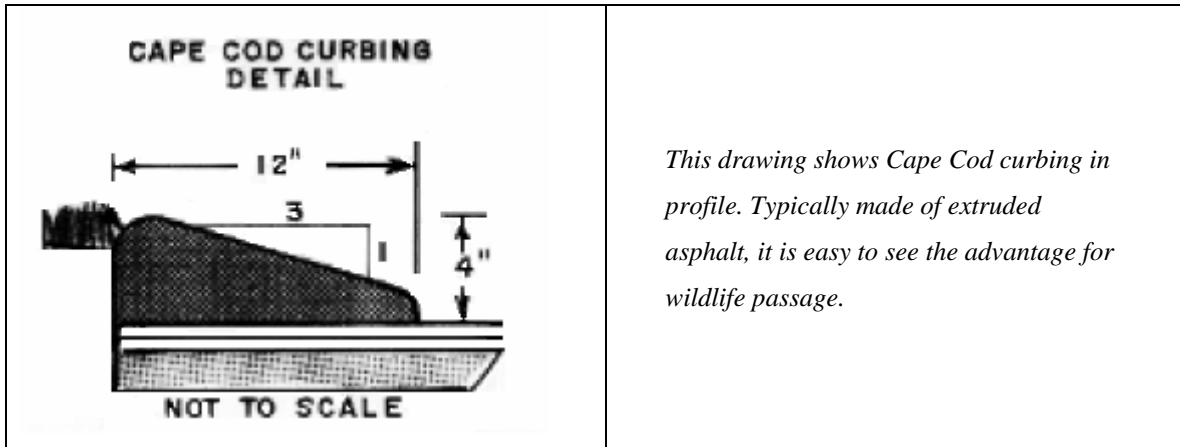 CAPE COD CURBING
DETAIL
12"
3
1
4"
NOT TO SCALE
This drawing shows Cape Cod curbing in
profile. Typically made of extruded
asphalt, it is easy to see the advantage for
wildlife passage.